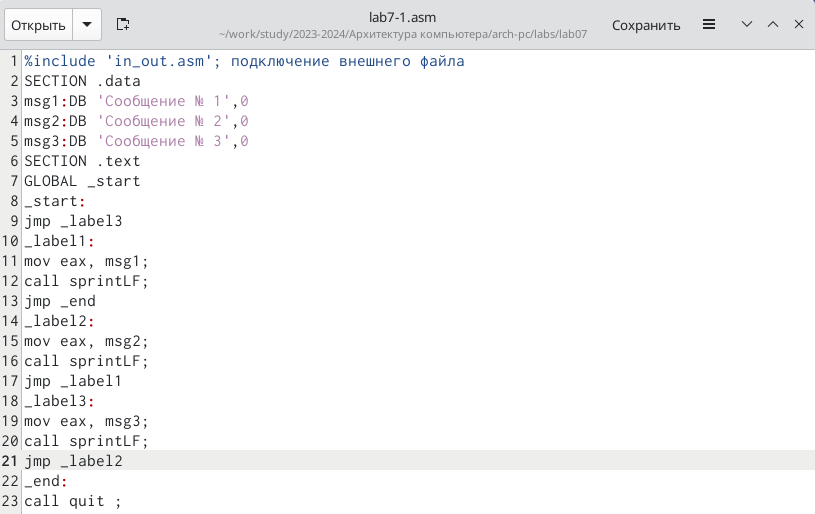 Открыть
lab7-1.asm
~/work/study/2023-2024/Архитектура компьютера/arch-pc/labs/lab07
Сохранить
1 %include 'in_out.asm'; подключение внешнего файла
2 SECTION .data
3 msg1:DB 'Сообщение № 1',0
4 msg2:DB 'Сообщение № 2',0
5 msg3:DB 'Сообщение № 3',0
6 SECTION .text
7 GLOBAL _start
8 _start:
9 jmp _label3
10 _label1:
11 mov eax, msg1;
12 call sprintLF;
13 jmp _end
14 _label2:
15 mov eax, msg2;
16 call sprintLF;
17 jmp _label1
18 _label3:
19 mov eax, msg3;
20 call sprintLF;
21 jmp _label2
22 _end:
23 call quit ;